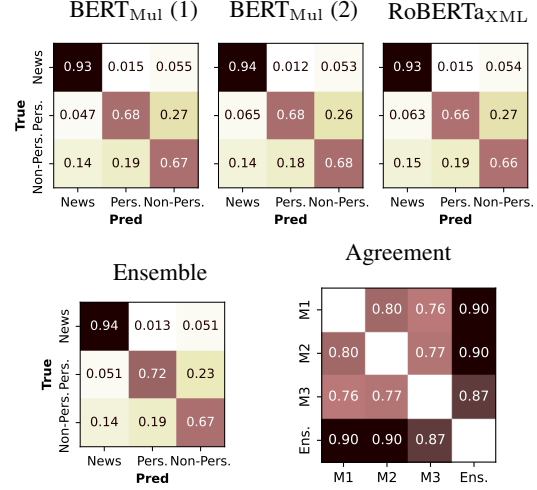 BERTMul (1) BERTMul (2) RoBERTaXML
True
News 0.93 0.015 0.055
Pers. 0.047 0.68 0.27
Non-Pers. 0.14 0.19 0.67
News Pers. Non-Pers.
Pred
0.94 0.012 0.053
0.065 0.68 0.26
0.14 0.18 0.68
News Pers. Non-Pers.
Pred
0.93 0.015 0.054
0.063 0.66 0.27
0.15 0.19 0.66
News Pers. Non-Pers.
Pred
Ensemble
True
News 0.94 0.013 0.051
Pers. 0.051 0.72 0.23
Non-Pers. 0.14 0.19 0.67
News Pers. Non-Pers.
Pred
Agreement
M1 0.80 0.76 0.90
M2 0.80 0.77 0.90
M3 0.76 0.77 0.87
Ens. 0.90 0.90 0.87
M1 M2 M3 Ens.